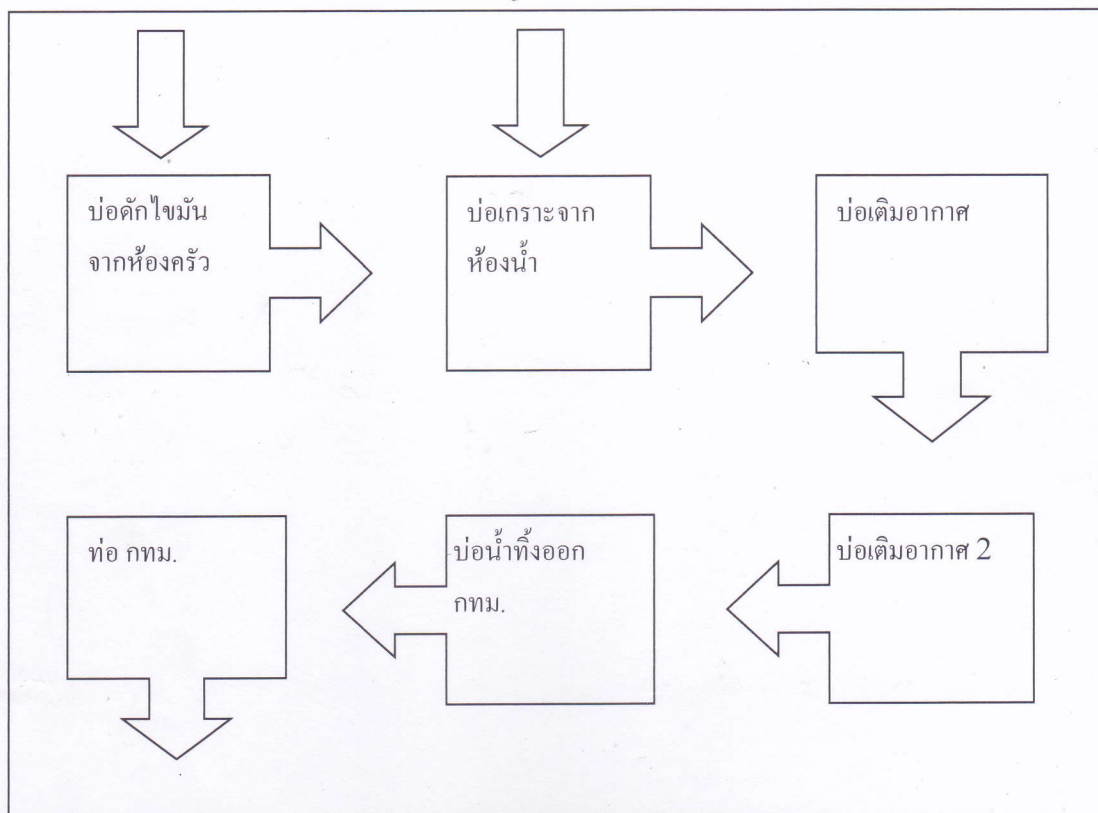 บ่อดักไขมัน
จากห้องครัว
บ่อเกราะจาก
ห้องน้ำ
บ่อเติมอากาศ
ท่อ กทม.
บ่อน้ำทิ้งออก
กทม.
บ่อเติมอากาศ 2